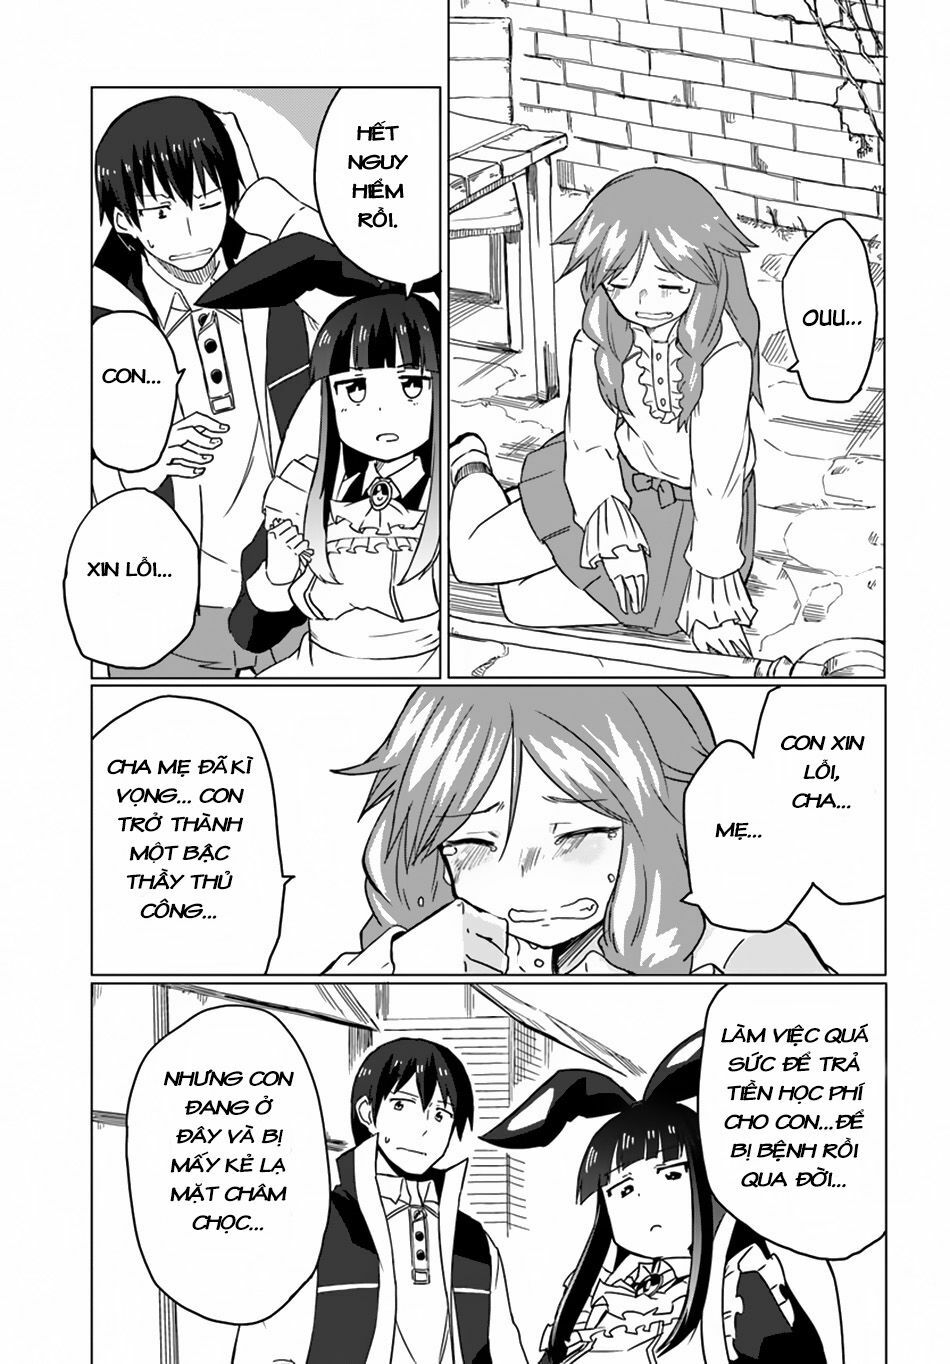 OUU...
HẾT
NGUY
HIỂM
RỒI.
CON...
XIN LỖI...
CON XIN
LỖI,
CHA...
MẸ...
CHA MẸ ĐÃ KÌ
VỌNG... CON
TRỞ THÀNH
MỘT BẬC
THẦY THỦ
CÔNG...
LÀM VIỆC QUÁ
SỨC ĐỂ TRẢ
TIỀN HỌC PHÍ
CHO CON...ĐỂ
BỊ BỆNH RỒI
QUA ĐỜI...
NHƯNG CON
ĐANG Ở
ĐÂY VÀ BỊ
MẤY KẺ LẠ
MẶT CHÂM
CHỌC...